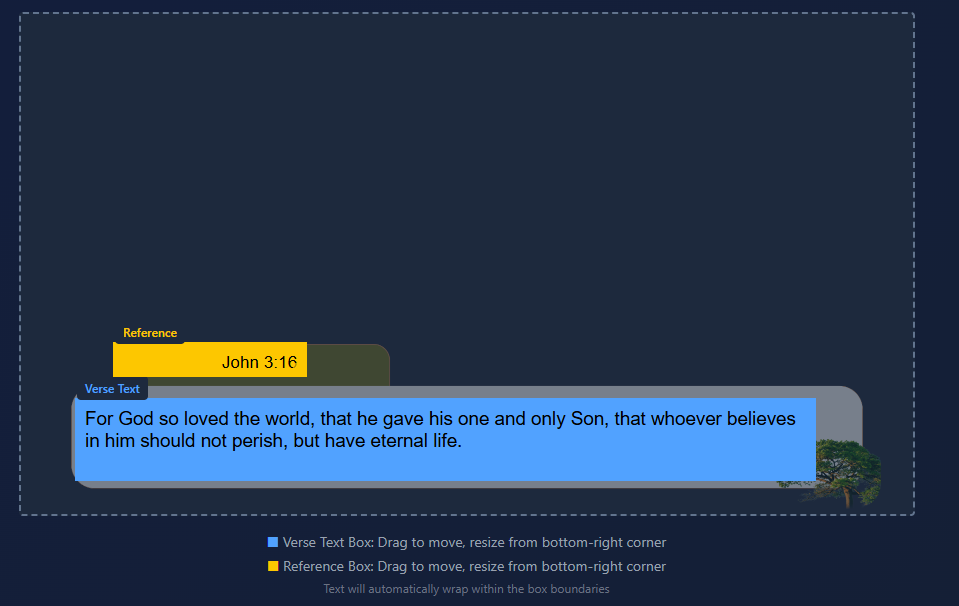 Reference
John 3:16
Verse Text
For God so loved the world, that he gave his one and only Son, that whoever believes
in him should not perish, but have eternal life.
Verse Text Box: Drag to move, resize from bottom-right corner
Reference Box: Drag to move, resize from bottom-right corner
Text will automatically wrap within the box boundaries